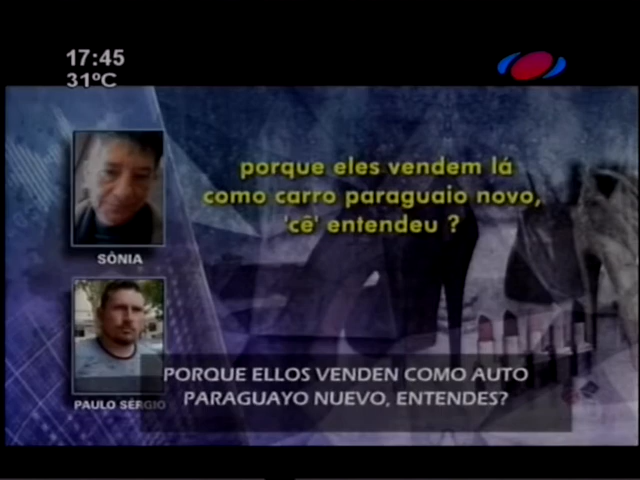 17:45
31ºC
porque eles vendem lá
como carro paraguaio novo,
'cê' entendeu ?
SÔNIA
PAULO SÉRGIO
PORQUE ELLOS VENDEN COMO AUTO
PARAGUAYO NUEVO, ENTENDES?